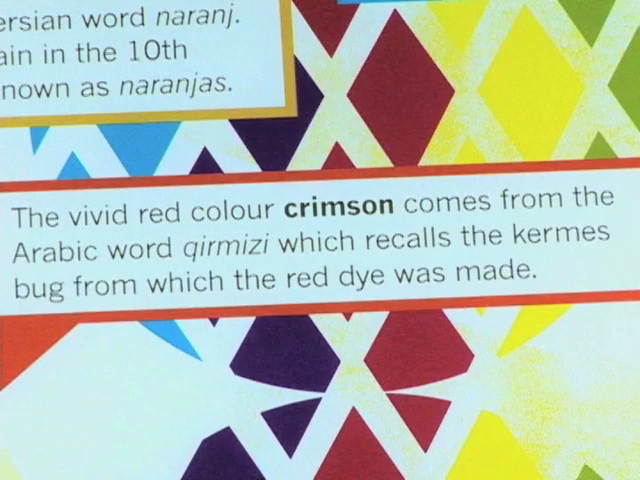 ersian word naranj.
ain in the 10th
nown as naranjas.
The vivid red colour crimson comes from the
Arabic word qirmizi which recalls the kermes
bug from which the red dye was made.